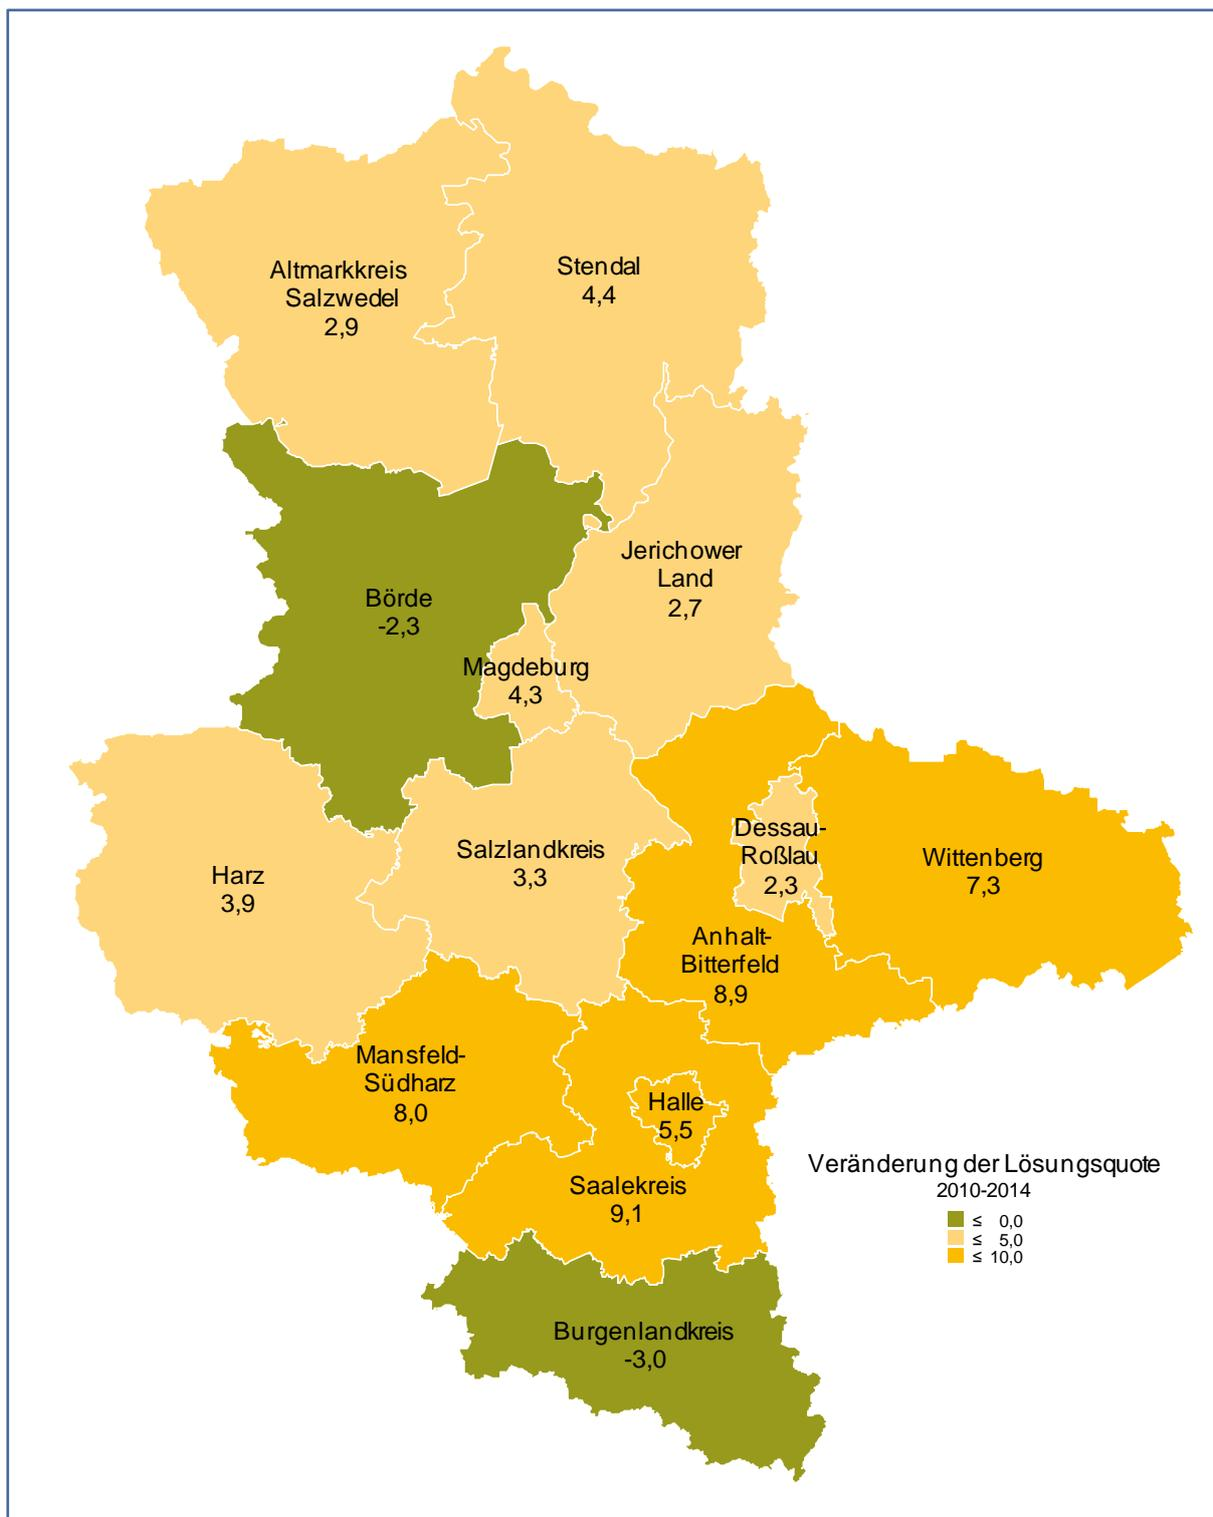 Stendal
4,4
Altmarkkreis
Salzwedel
2,9
Jerichower
Land
2,7
Börde
-2,3
Magdeburg
4,3
Dessau-
Roßlau
2,3
Salzlandkreis
3,3
Wittenberg
7,3
Harz
3,9
Anhalt-
Bitterfeld
8,9
Mansfeld-
Südharz
8,0
Halle
5,5
Saalekreis
9,1
Veränderung der Lösungsquote
2010-2014
≤ 0,0
≤ 5,0
≤ 10,0
Burgenlandkreis
-3,0